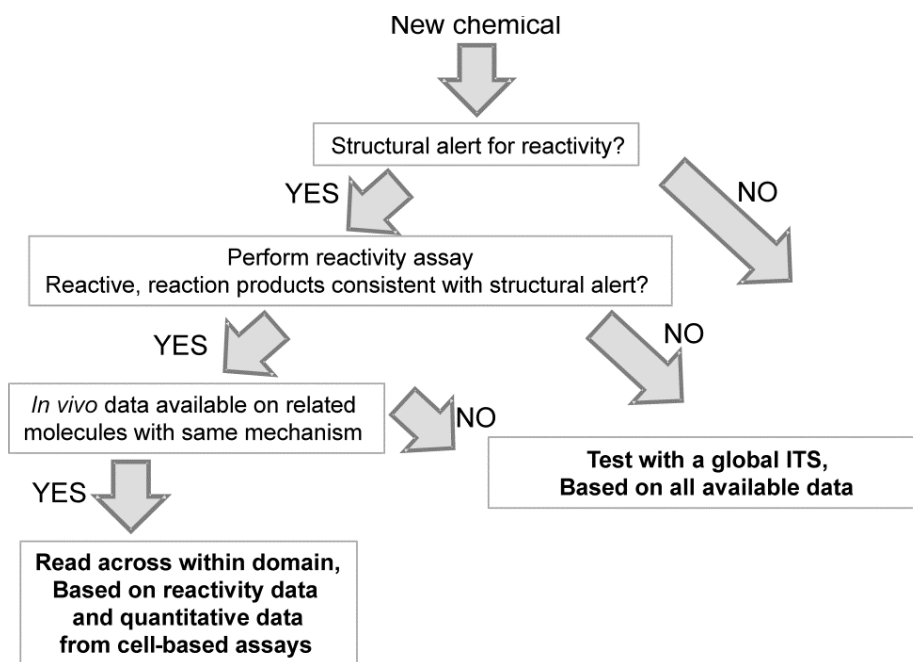 New chemical
Structural alert for reactivity?
YES
NO
Perform reactivity assay
Reactive, reaction products consistent with structural alert?
YES
NO
In vivo data available on related
molecules with same mechanism
NO
YES
Test with a global ITS,
Based on all available data
Read across within domain,
Based on reactivity data
and quantitative data
from cell-based assays